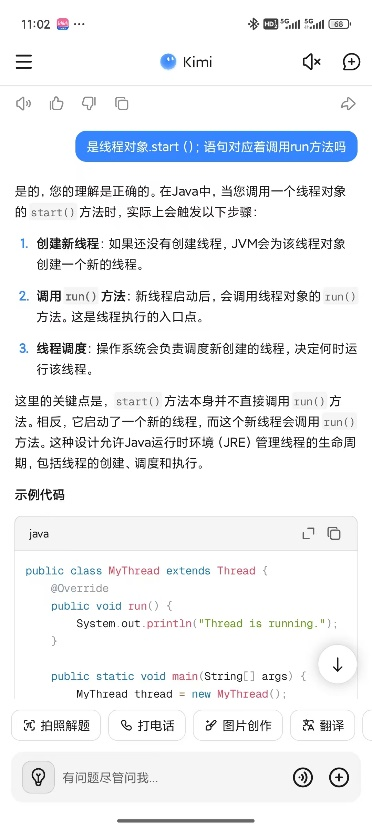 11:02 ... HD 5G 5G 68
Kimi
是线程对象.start（）；语句对应着调用run方法吗
是的，您的理解是正确的。在Java中，当您调用一个线程对象
的 start() 方法时，实际上会触发以下步骤：
1. 创建新线程：如果还没有创建线程，JVM会为该线程对象
创建一个新的线程。
2. 调用 run() 方法：新线程启动后，会调用线程对象的 run()
方法。这是线程执行的入口点。
3. 线程调度：操作系统会负责调度新创建的线程，决定何时运
行该线程。
这里的关键点是， start() 方法本身并不直接调用 run() 方
法。相反，它启动了一个新的线程，而这个新线程会调用 run()
方法。这种设计允许Java运行时环境（JRE）管理线程的生命周
期，包括线程的创建、调度和执行。
示例代码
java
public class MyThread extends Thread {
@Override
public void run() {
System.out.println("Thread is running.");
}
public static void main(String[] args) {
MyThread thread = new MyThread();
拍照解题 打电话 图片创作 翻译
有问题尽管问我...